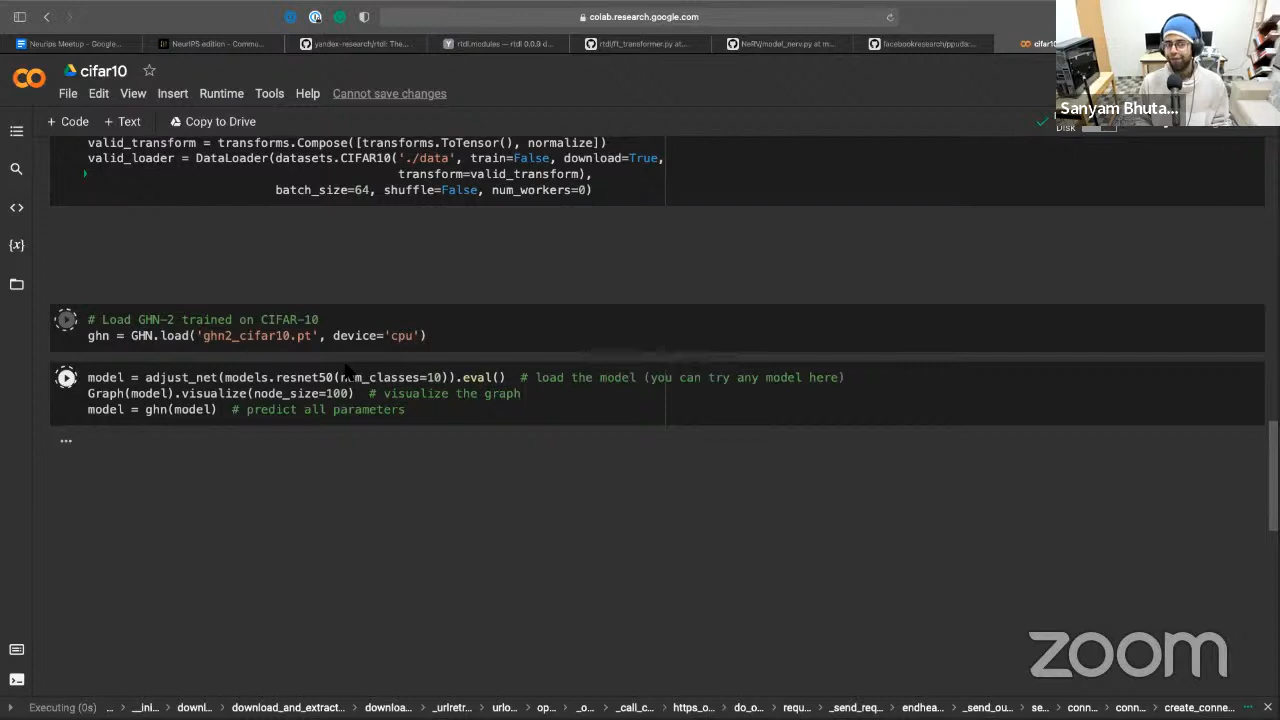 colab.research.google.com
Neurips Meetup - Google...
NeurIPS edition - Commu...
yandex-research/rtdl: The...
rtdl.modules — rtdl 0.0.9 d...
rtdl/ft_transformer.py at...
NeRV/model_nerv.py at m...
facebookresearch/ppuda:...
cifar10
Sanyam Bhuta...
cifar10
File Edit View Insert Runtime Tools Help Cannot save changes
+ Code + Text Copy to Drive
Disk
valid_transform = transforms.Compose([transforms.ToTensor(), normalize])
valid_loader = DataLoader(datasets.CIFAR10('./data', train=False, download=True,
transform=valid_transform),
batch_size=64, shuffle=False, num_workers=0)
{x}
# Load GHN-2 trained on CIFAR-10
ghn = GHN.load('ghn2_cifar10.pt', device='cpu')
model = adjust_net(models.resnet50(num_classes=10)).eval() # load the model (you can try any model here)
Graph(model).visualize(node_size=100) # visualize the graph
model = ghn(model) # predict all parameters
...
zoom
Executing (0s) ... __ini... downl... download_and_extract... downloa... _urlretr... urlo... op... _o... _call_c... https_o... do_o... requ... _send_req... endhea... _send_ou... se... conn... conn... create_conne...